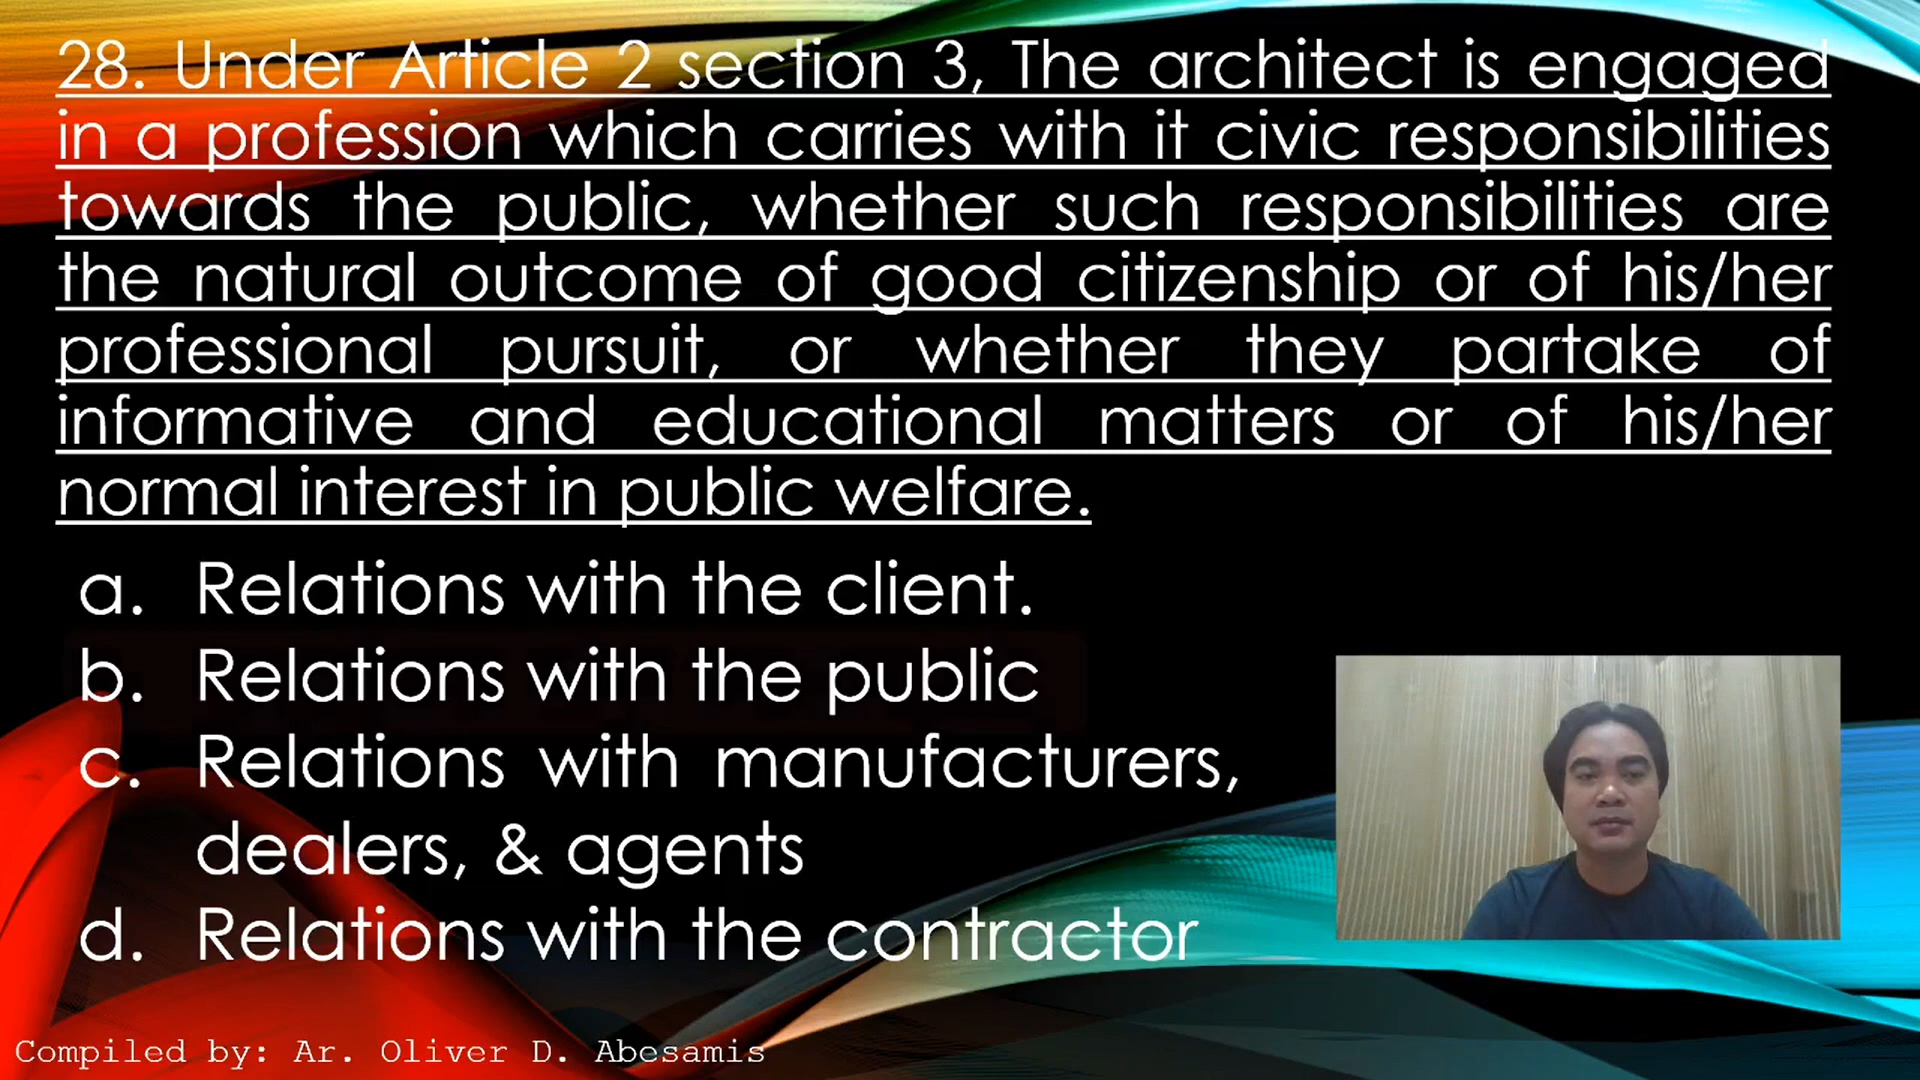 28. Under Article 2 section 3, The architect is engaged
in a profession which carries with it civic responsibilities
towards the public, whether such responsibilities are
the natural outcome of good citizenship or of his/her
professional pursuit, or whether they partake of
informative and educational matters or of his/her
normal interest in public welfare.
a. Relations with the client.
b. Relations with the public
c. Relations with manufacturers,
dealers, & agents
d. Relations with the contractor
Compiled by: Ar. Oliver D. Abesamis